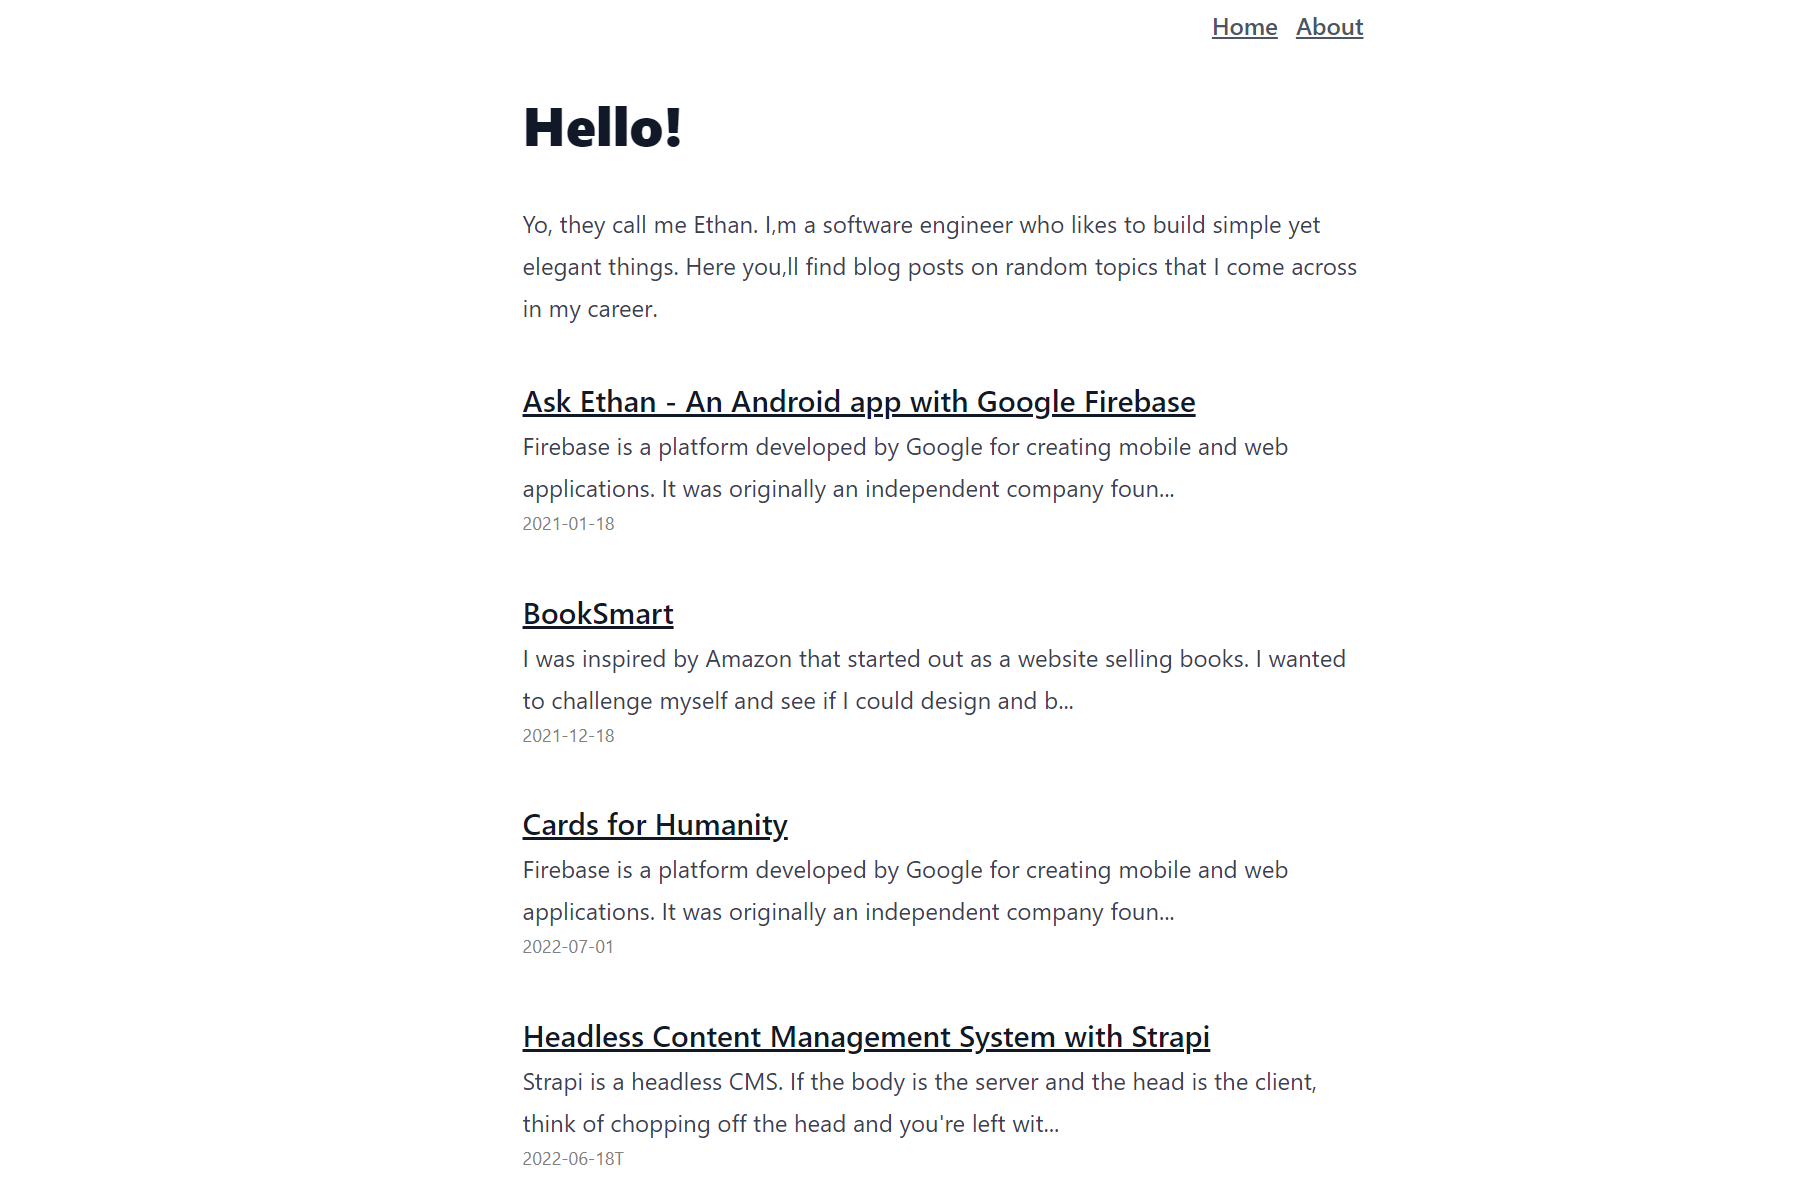 Home About
Hello!
Yo, they call me Ethan. I,m a software engineer who likes to build simple yet
elegant things. Here you,ll find blog posts on random topics that I come across
in my career.
Ask Ethan - An Android app with Google Firebase
Firebase is a platform developed by Google for creating mobile and web
applications. It was originally an independent company foun...
2021-01-18
BookSmart
I was inspired by Amazon that started out as a website selling books. I wanted
to challenge myself and see if I could design and b...
2021-12-18
Cards for Humanity
Firebase is a platform developed by Google for creating mobile and web
applications. It was originally an independent company foun...
2022-07-01
Headless Content Management System with Strapi
Strapi is a headless CMS. If the body is the server and the head is the client,
think of chopping off the head and you're left wit...
2022-06-18T